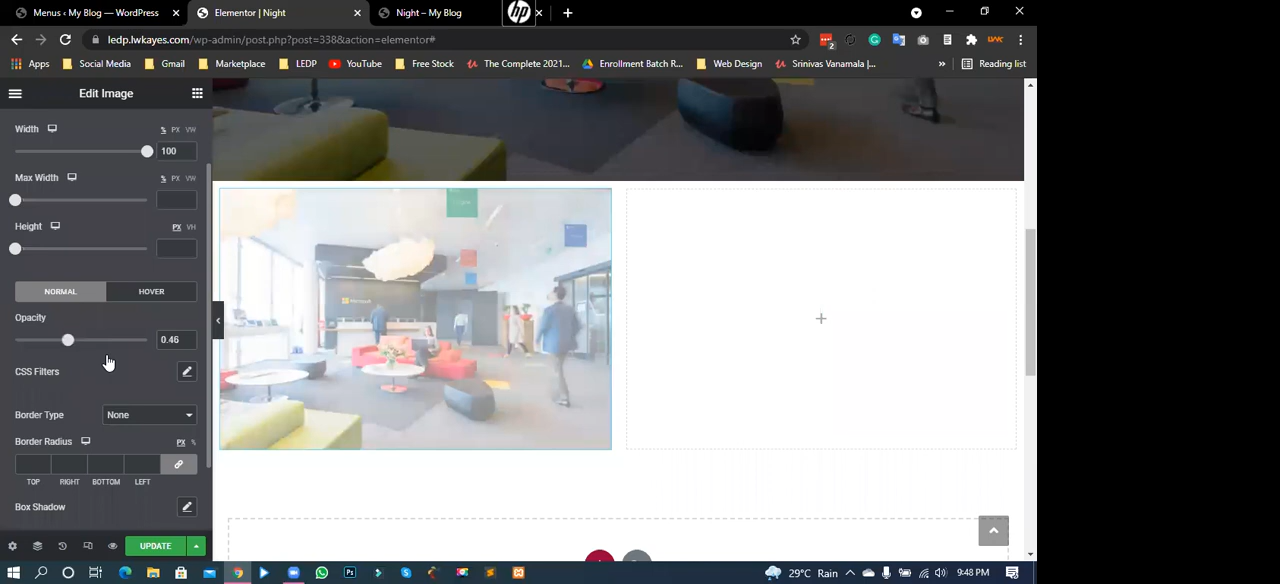 Menus ‹ My Blog — WordPress
Elementor | Night
Night – My Blog
ledp.lwkayes.com/wp-admin/post.php?post=338&action=elementor#
2
Apps
Social Media
Gmail
Marketplace
LEDP
YouTube
Free Stock
The Complete 2021...
Enrollment Batch R...
Web Design
Srinivas Vanamala |...
»
Reading list
Edit Image
Width
% PX VW
100
Max Width
% PX VW
Height
PX VH
NORMAL
HOVER
Opacity
0.46
CSS Filters
Border Type
None
Border Radius
PX %
TOP RIGHT BOTTOM LEFT
Box Shadow
UPDATE
29°C Rain
9:48 PM